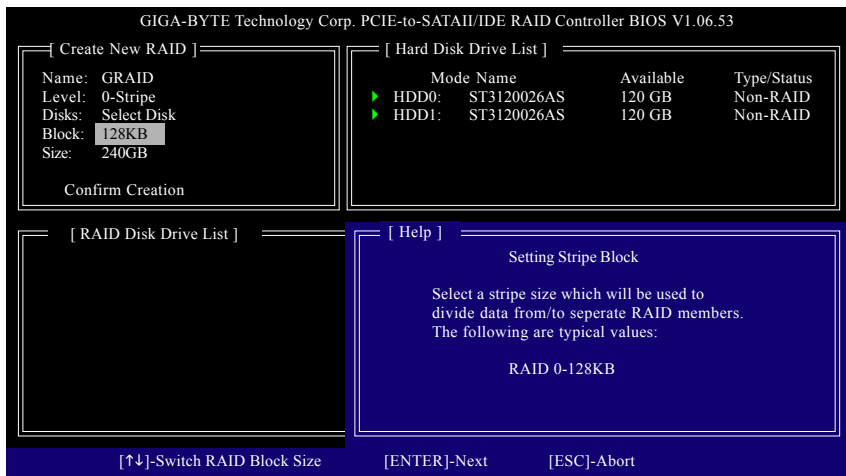 GIGA-BYTE Technology Corp. PCIE-to-SATAII/IDE RAID Controller BIOS V1.06.53
[ Create New RAID ]
Name: GRAID
Level: 0-Stripe
Disks: Select Disk
Block: 128KB
Size: 240GB
Confirm Creation
[ Hard Disk Drive List ]
Mode Name Available Type/Status
HDD0: ST3120026AS 120 GB Non-RAID
HDD1: ST3120026AS 120 GB Non-RAID
[ RAID Disk Drive List ]
[ Help ]
Setting Stripe Block
Select a stripe size which will be used to
divide data from/to seperate RAID members.
The following are typical values:
RAID 0-128KB
[↑↓]-Switch RAID Block Size [ENTER]-Next [ESC]-Abort